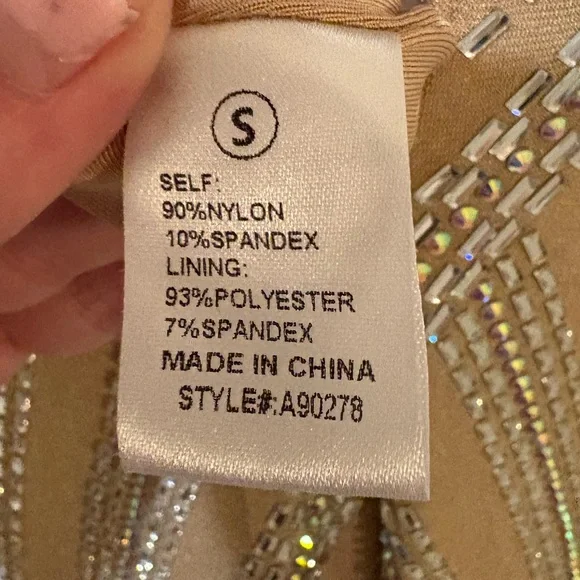 S
SELF:
90%NYLON
10%SPANDEX
LINING:
93%POLYESTER
7%SPANDEX
MADE IN CHINA
STYLE#:A90278